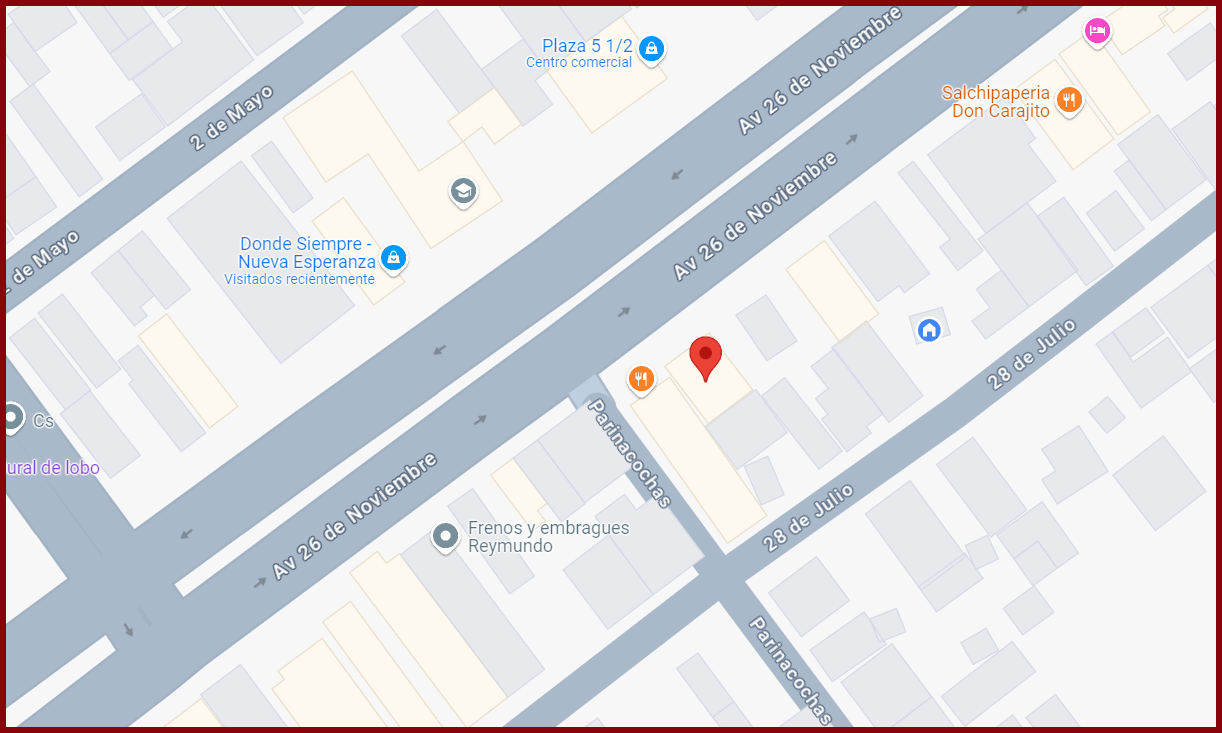 Plaza 5 1/2
Centro comercial
Av 26 de Noviembre
2 de Mayo
Salchipaperia
Don Carajito
Av 26 de Noviembre
Donde Siempre -
Nueva Esperanza
Visitados recientemente
de Mayo
28 de Julio
Cs
Parinacochas
ural de lobo
Av 26 de Noviembre
28 de Julio
Frenos y embragues
Reymundo
Parinacochas